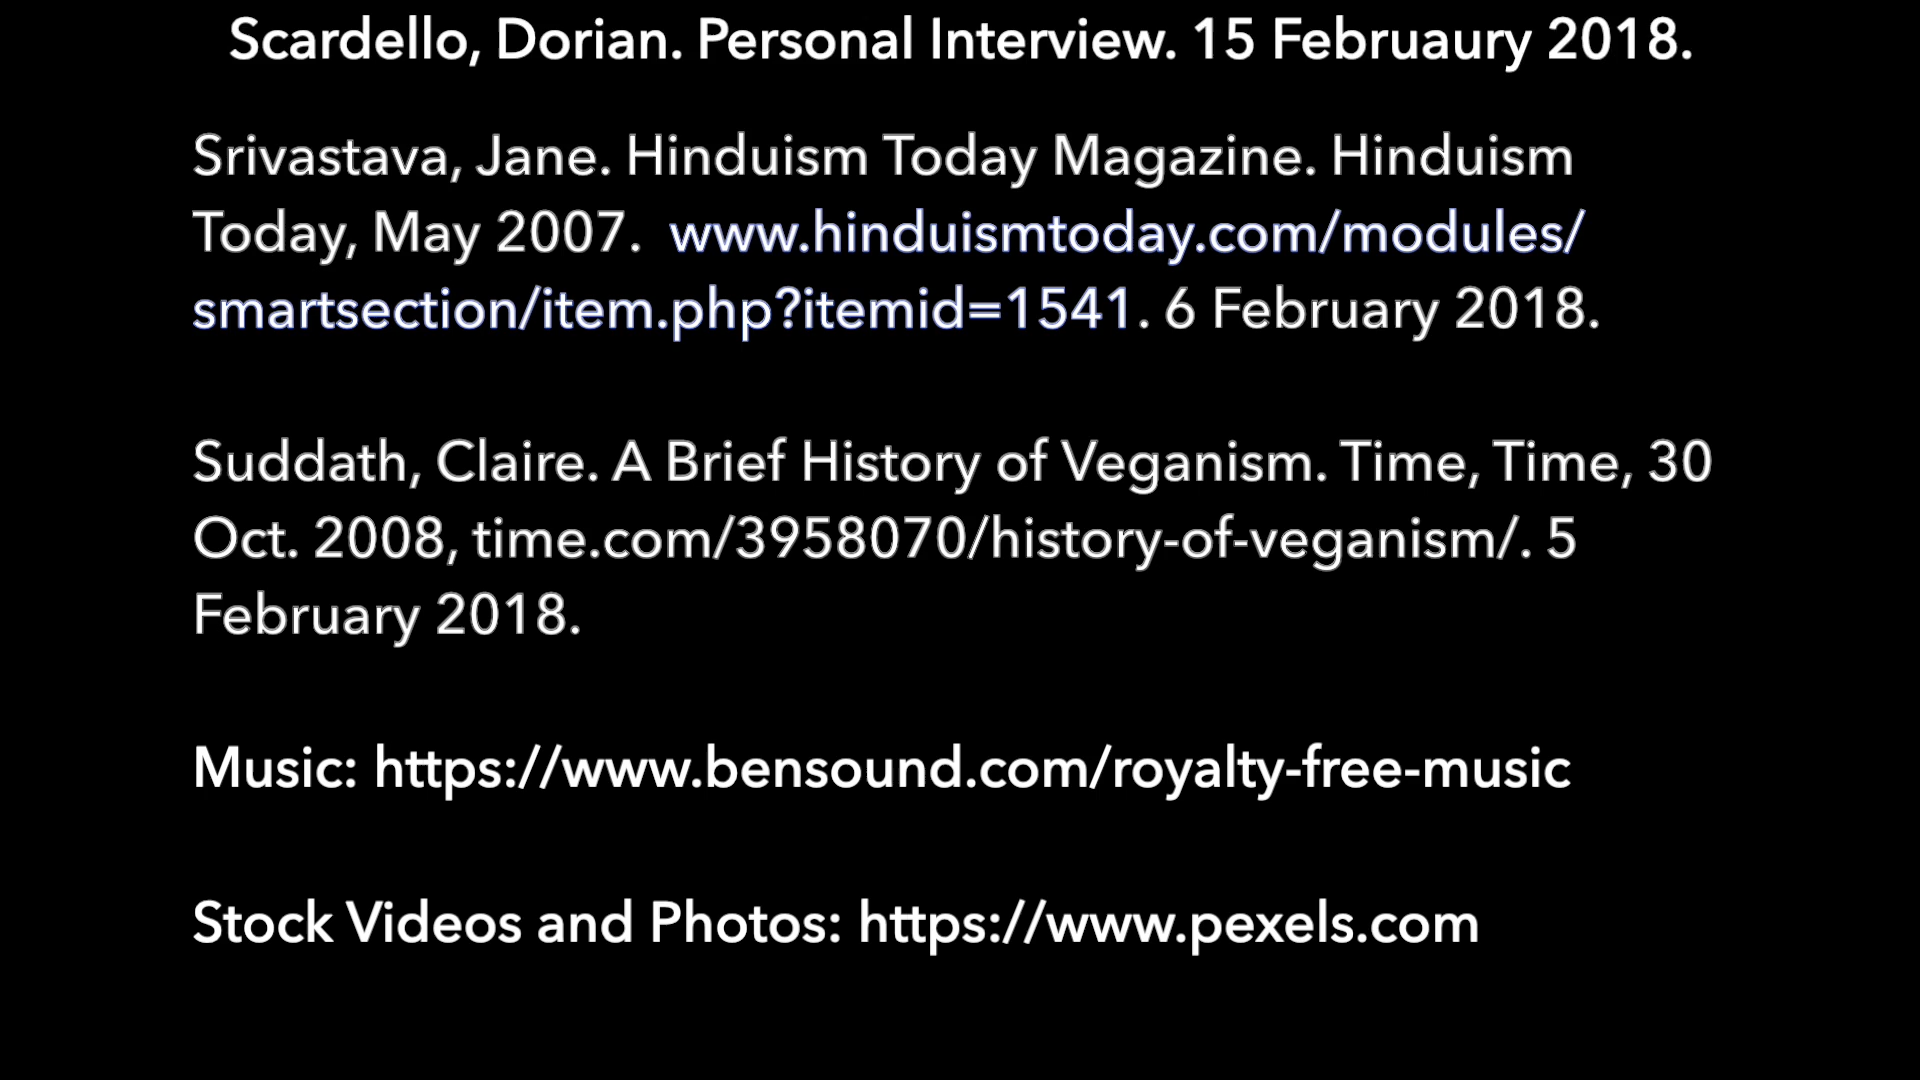 Scardello, Dorian. Personal Interview. 15 Februaury 2018.
Srivastava, Jane. Hinduism Today Magazine. Hinduism
Today, May 2007.  www.hinduismtoday.com/modules/
smartsection/item.php?itemid=1541. 6 February 2018.
Suddath, Claire. A Brief History of Veganism. Time, Time, 30
Oct. 2008, time.com/3958070/history-of-veganism/. 5
February 2018.
Music: https://www.bensound.com/royalty-free-music
Stock Videos and Photos: https://www.pexels.com